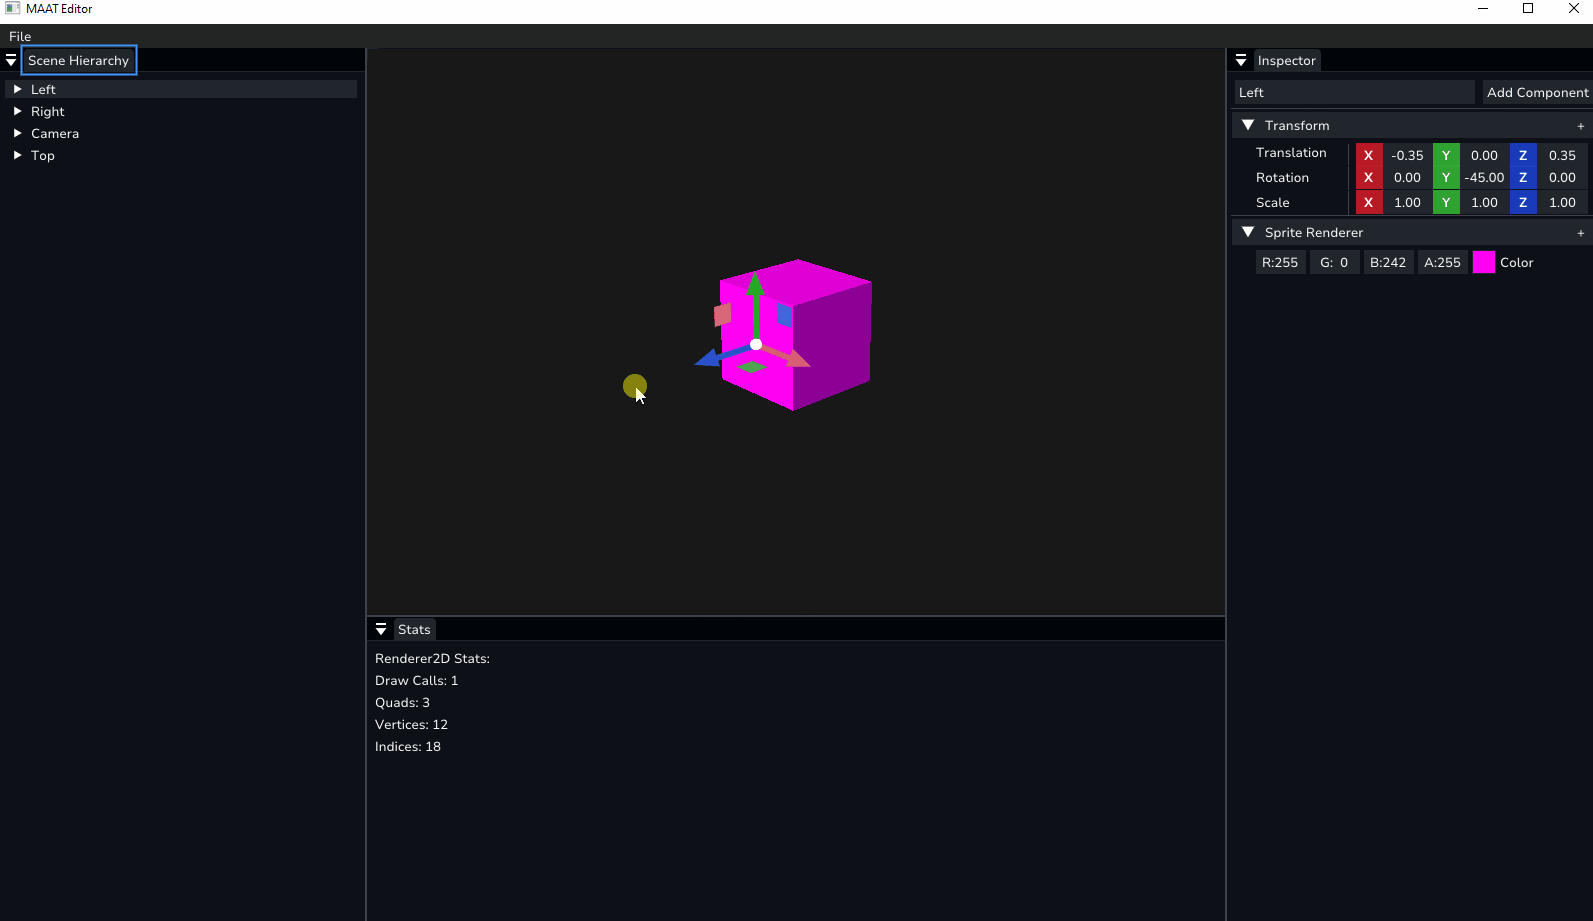 MAAT Editor
File
Scene Hierarchy
Left
Right
Camera
Top
Stats
Renderer2D Stats:
Draw Calls: 1
Quads: 3
Vertices: 12
Indices: 18
Inspector
Left Add Component
Transform +
Translation X -0.35 Y 0.00 Z 0.35
Rotation X 0.00 Y -45.00 Z 0.00
Scale X 1.00 Y 1.00 Z 1.00
Sprite Renderer +
R:255 G: 0 B:242 A:255 Color